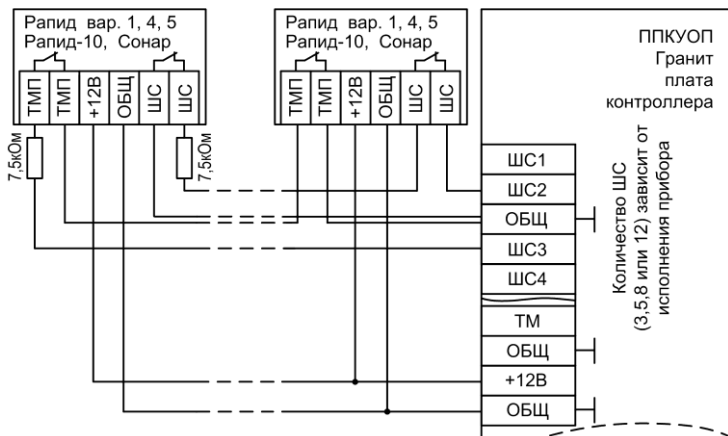 Рапид вар. 1, 4, 5
Рапид-10, Сонар
ТМП
ТМП
+12В
ОБЩ
ШС
ШС
7,5кОм
7,5кОм
Рапид вар. 1, 4, 5
Рапид-10, Сонар
ТМП
ТМП
+12В
ОБЩ
ШС
ШС
ППКУОП
Гранит
плата
контроллера
ШС1
ШС2
ОБЩ
ШС3
ШС4
ТМ
ОБЩ
+12В
ОБЩ
Количество ШС
(3,5,8 или 12) зависит от
исполнения прибора